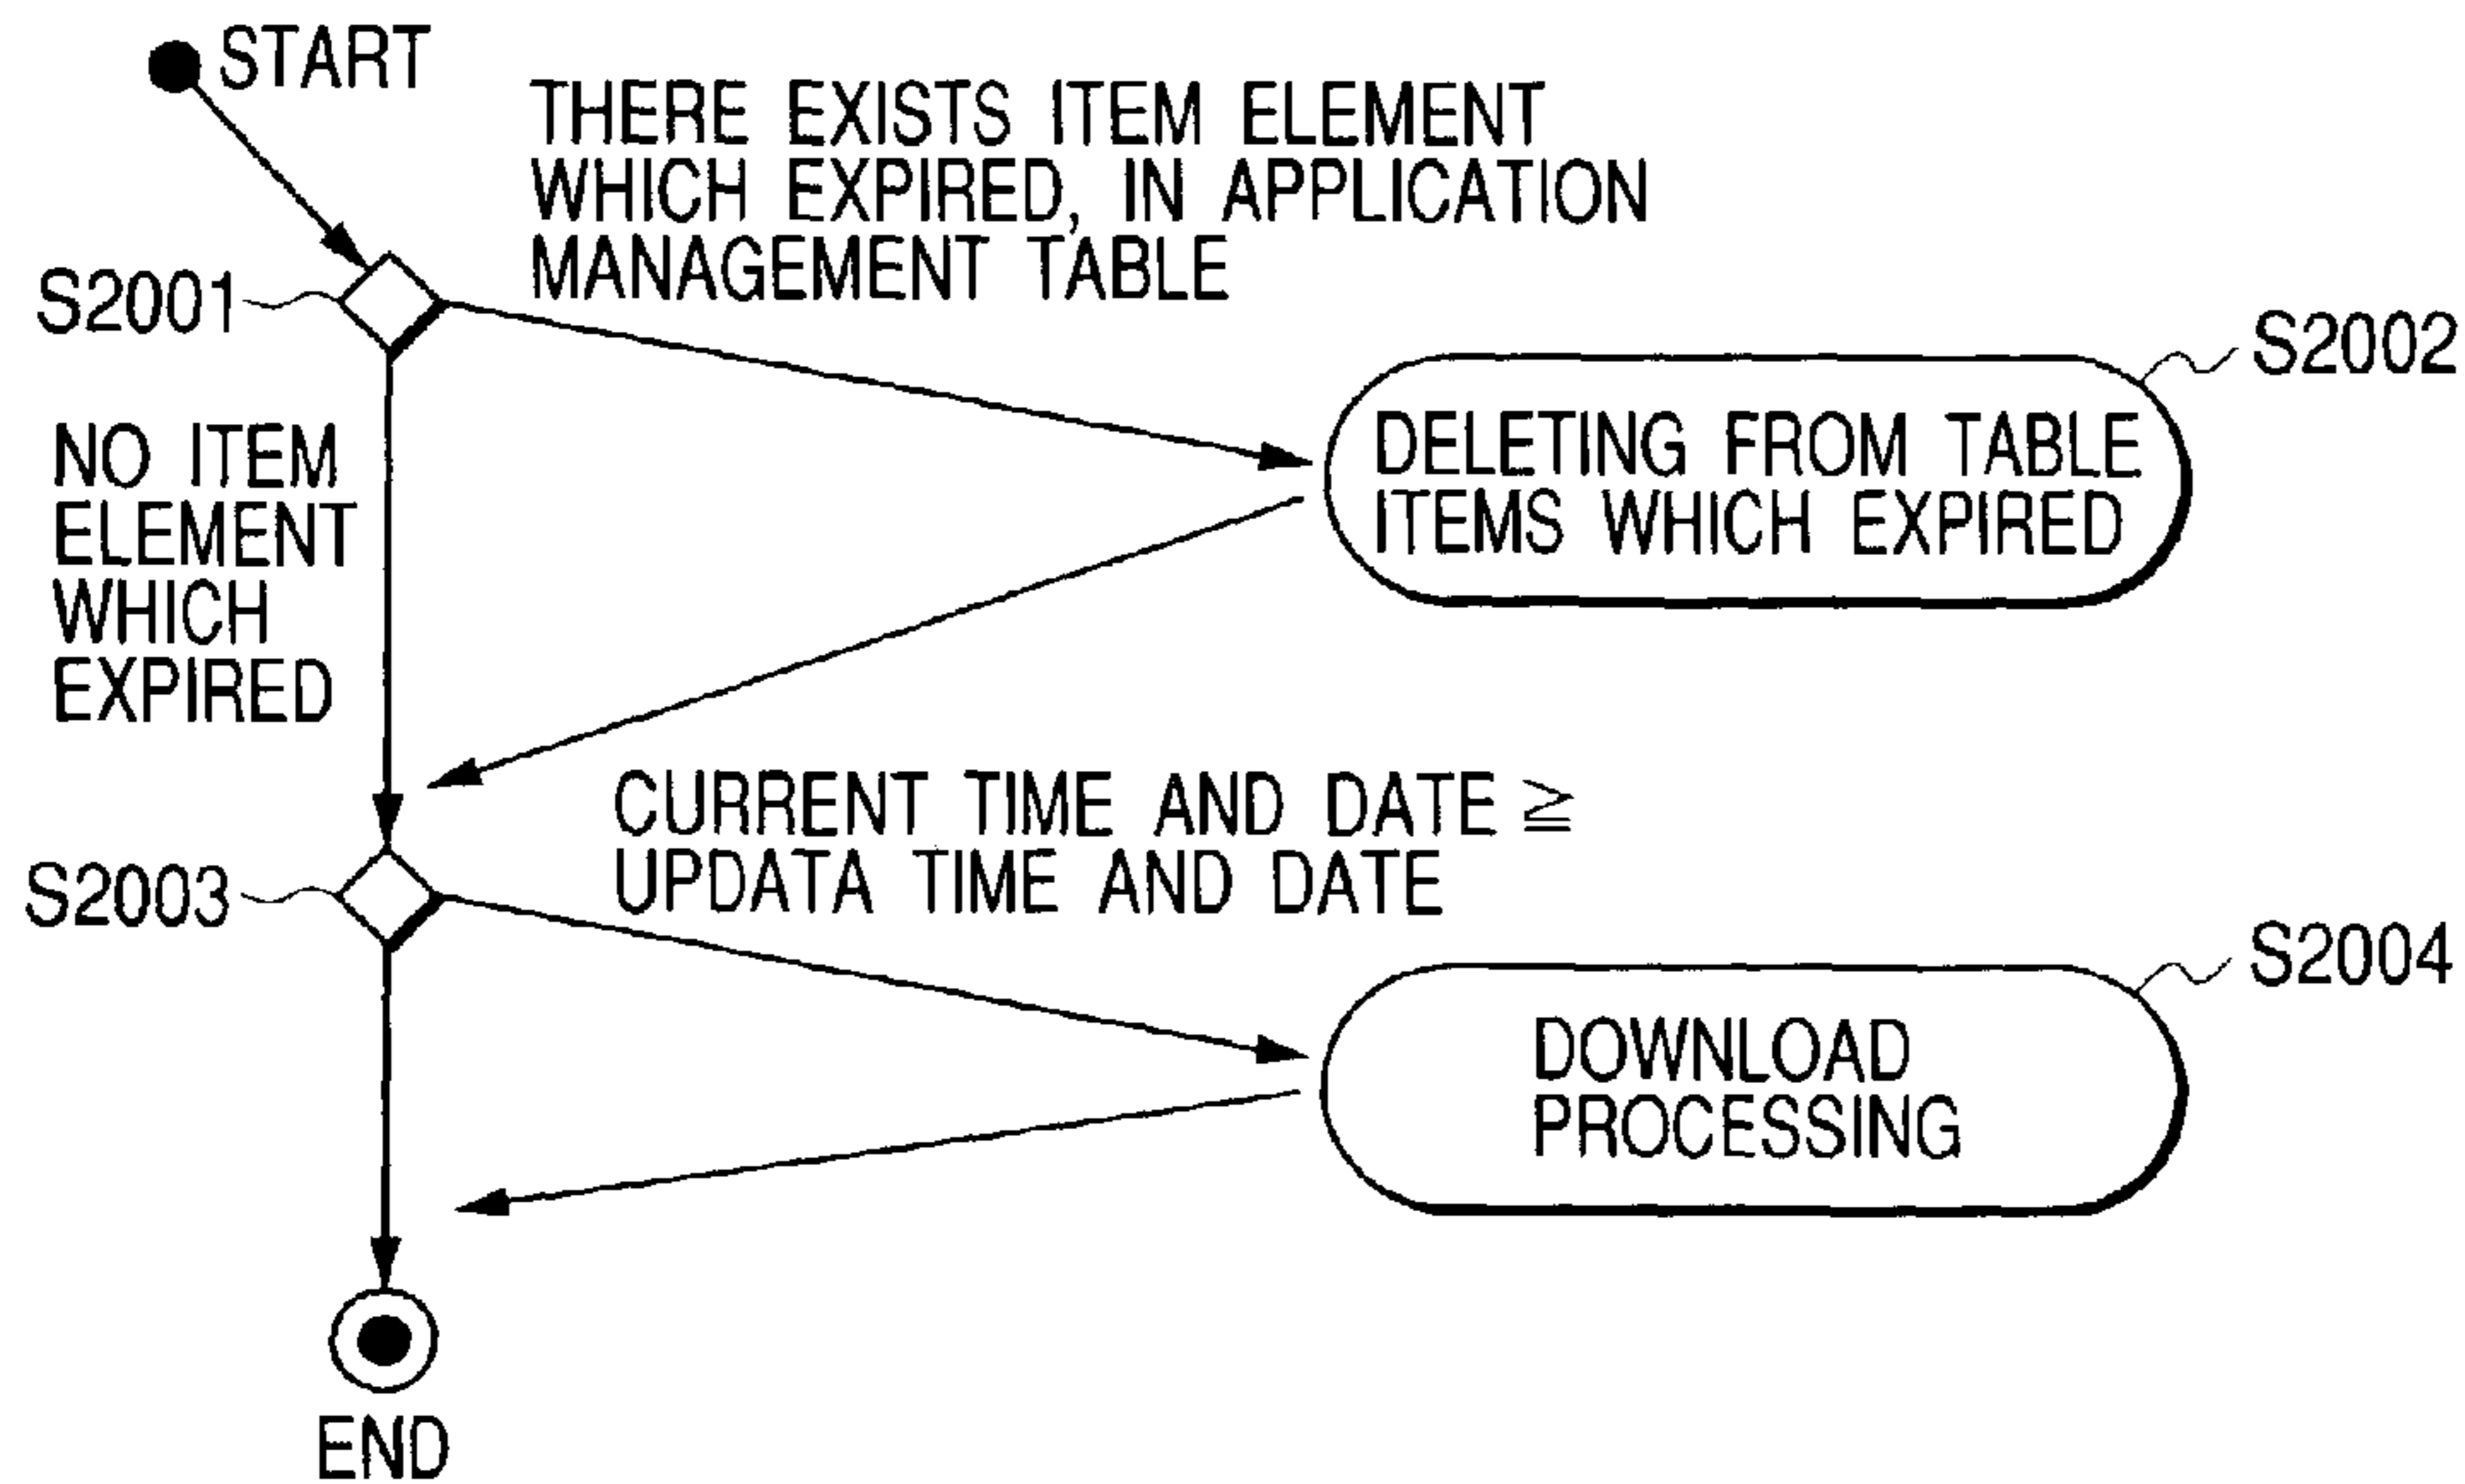 START
THERE EXISTS ITEM ELEMENT
WHICH EXPIRED, IN APPLICATION
MANAGEMENT TABLE
S2001
S2002
DELETING FROM TABLE
ITEMS WHICH EXPIRED
NO ITEM
ELEMENT
WHICH
EXPIRED
CURRENT TIME AND DATE ≧
UPDATA TIME AND DATE
S2003
S2004
DOWNLOAD
PROCESSING
END